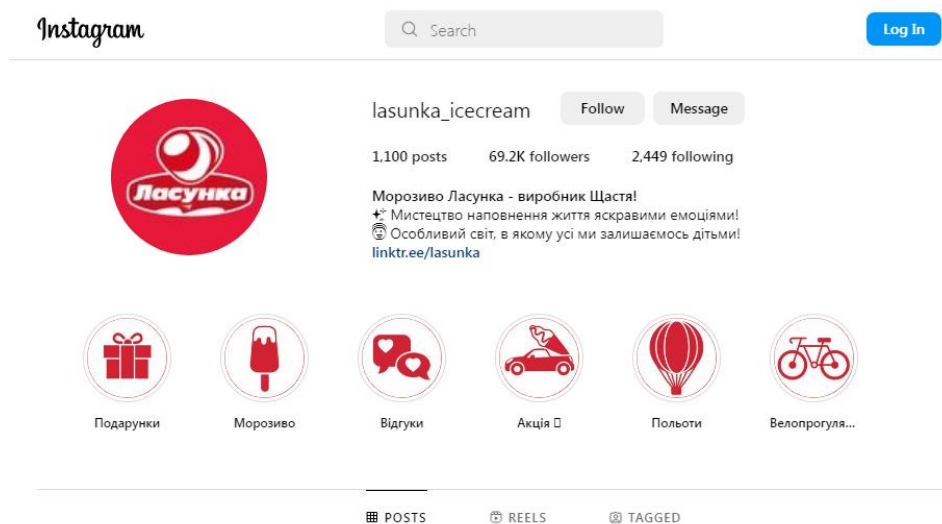 Instagram
Search
Log In
Ласунка
lasunka_icecream Follow Message
1,100 posts 69.2K followers 2,449 following
Морозиво Ласунка - виробник Щастя!
Мистецтво наповнення життя яскравими емоціями!
Особливий світ, в якому усі ми залишаємось дітьми!
linktr.ee/lasunka
Подарунки Морозиво Відгуки Акція Польоти Велопрогуля...
POSTS REELS TAGGED